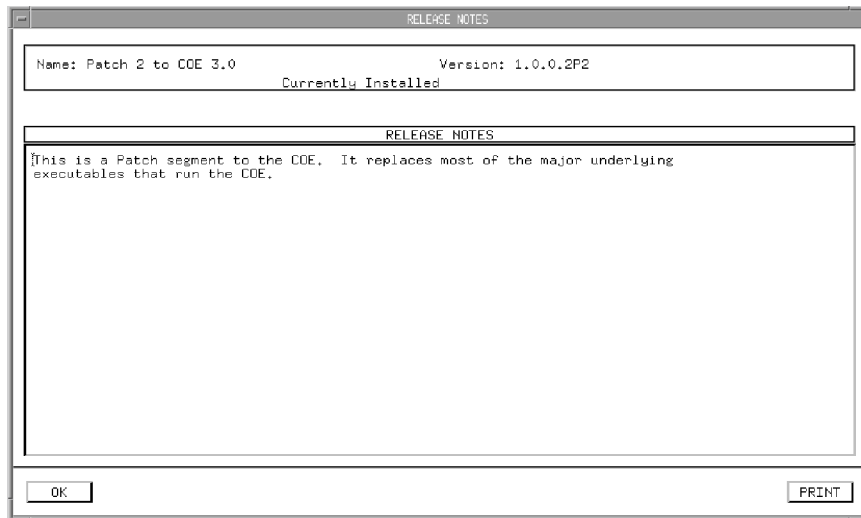 RELEASE NOTES
Name: Patch 2 to COE 3.0 Version: 1.0.0.2P2
Currently Installed
RELEASE NOTES
This is a Patch segment to the COE. It replaces most of the major underlying
executables that run the COE.
OK PRINT